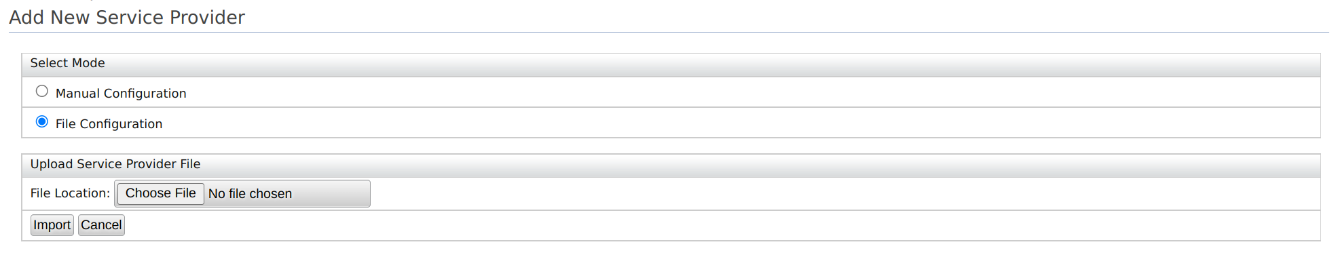 Add New Service Provider
Select Mode
Manual Configuration
File Configuration
Upload Service Provider File
File Location: Choose File No file chosen
Import Cancel